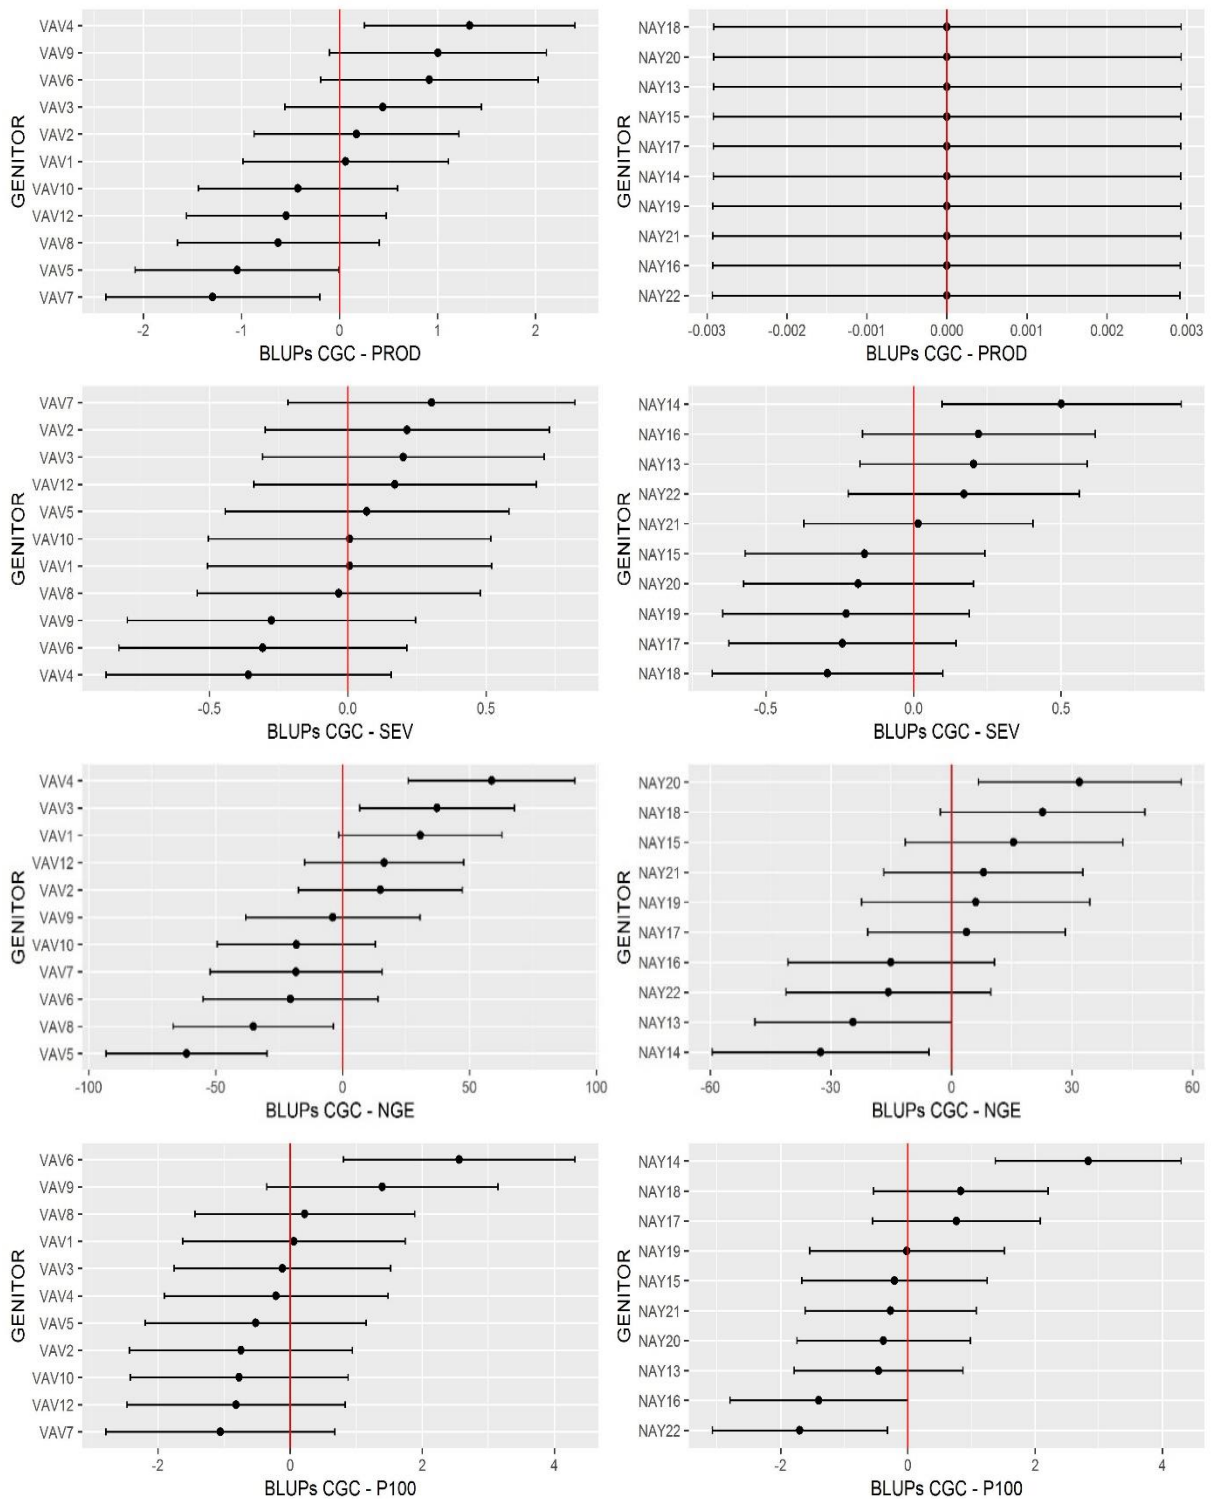 GENITOR
VAV4
VAV9
VAV6
VAV3
VAV2
VAV1
VAV10
VAV12
VAV8
VAV5
VAV7
-2 -1 0 1 2
BLUPs CGC - PROD
GENITOR
NAY18
NAY20
NAY13
NAY15
NAY17
NAY14
NAY19
NAY21
NAY16
NAY22
-0.003 -0.002 -0.001 0.000 0.001 0.002 0.003
BLUPs CGC - PROD
GENITOR
VAV7
VAV2
VAV3
VAV12
VAV5
VAV10
VAV1
VAV8
VAV9
VAV6
VAV4
-0.5 0.0 0.5
BLUPs CGC - SEV
GENITOR
NAY14
NAY16
NAY13
NAY22
NAY21
NAY15
NAY20
NAY19
NAY17
NAY18
-0.5 0.0 0.5
BLUPs CGC - SEV
GENITOR
VAV4
VAV3
VAV1
VAV12
VAV2
VAV9
VAV10
VAV7
VAV6
VAV8
VAV5
-100 -50 0 50 100
BLUPs CGC - NGE
GENITOR
NAY20
NAY18
NAY15
NAY21
NAY19
NAY17
NAY16
NAY22
NAY13
NAY14
-60 -30 0 30 60
BLUPs CGC - NGE
GENITOR
VAV6
VAV9
VAV8
VAV1
VAV3
VAV4
VAV5
VAV2
VAV10
VAV12
VAV7
-2 0 2 4
BLUPs CGC - P100
GENITOR
NAY14
NAY18
NAY17
NAY19
NAY15
NAY21
NAY20
NAY13
NAY16
NAY22
-2 0 2 4
BLUPs CGC - P100